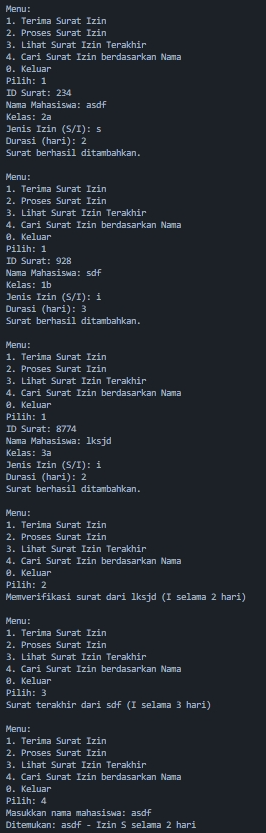 Menu:
1. Terima Surat Izin
2. Proses Surat Izin
3. Lihat Surat Izin Terakhir
4. Cari Surat Izin berdasarkan Nama
0. Keluar
Pilih: 1
ID Surat: 234
Nama Mahasiswa: asdf
Kelas: 2a
Jenis Izin (S/I): s
Durasi (hari): 2
Surat berhasil ditambahkan.

Menu:
1. Terima Surat Izin
2. Proses Surat Izin
3. Lihat Surat Izin Terakhir
4. Cari Surat Izin berdasarkan Nama
0. Keluar
Pilih: 1
ID Surat: 928
Nama Mahasiswa: sdf
Kelas: 1b
Jenis Izin (S/I): i
Durasi (hari): 3
Surat berhasil ditambahkan.

Menu:
1. Terima Surat Izin
2. Proses Surat Izin
3. Lihat Surat Izin Terakhir
4. Cari Surat Izin berdasarkan Nama
0. Keluar
Pilih: 1
ID Surat: 8774
Nama Mahasiswa: lksjd
Kelas: 3a
Jenis Izin (S/I): i
Durasi (hari): 2
Surat berhasil ditambahkan.

Menu:
1. Terima Surat Izin
2. Proses Surat Izin
3. Lihat Surat Izin Terakhir
4. Cari Surat Izin berdasarkan Nama
0. Keluar
Pilih: 2
Memverifikasi surat dari lksjd (I selama 2 hari)

Menu:
1. Terima Surat Izin
2. Proses Surat Izin
3. Lihat Surat Izin Terakhir
4. Cari Surat Izin berdasarkan Nama
0. Keluar
Pilih: 3
Surat terakhir dari sdf (I selama 3 hari)

Menu:
1. Terima Surat Izin
2. Proses Surat Izin
3. Lihat Surat Izin Terakhir
4. Cari Surat Izin berdasarkan Nama
0. Keluar
Pilih: 4
Masukkan nama mahasiswa: asdf
Ditemukan: asdf - Izin S selama 2 hari